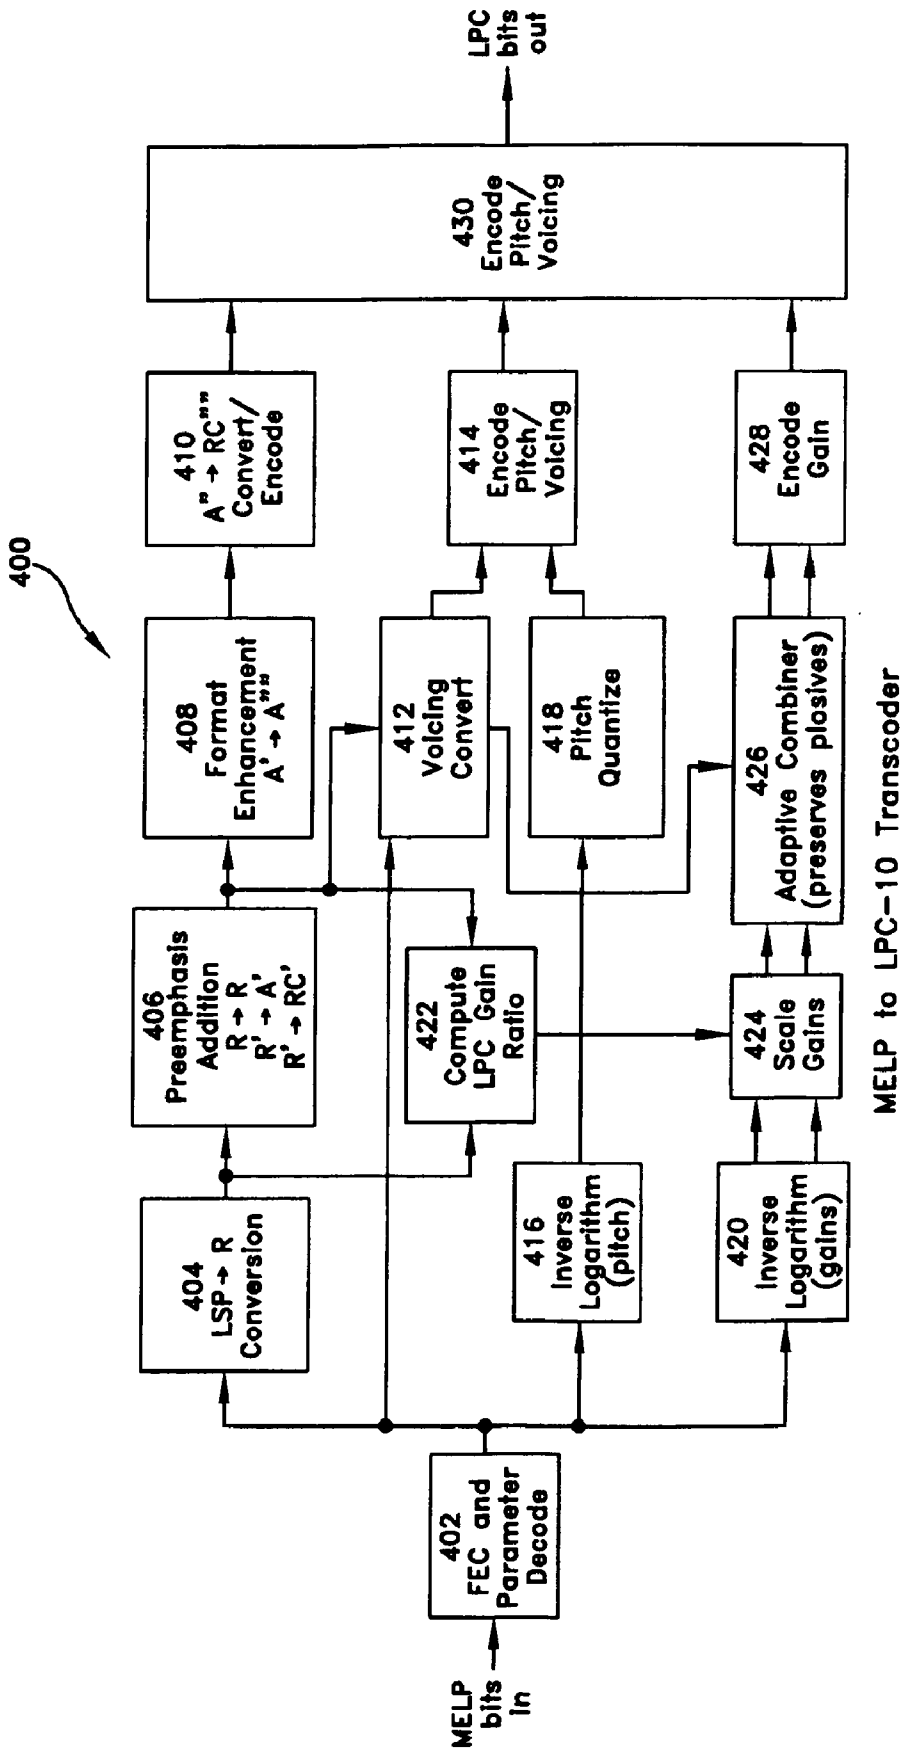 400
MELP
bits
in
402
FEC and
Parameter
Decode
404
LSP→R
Conversion
406
Preemphasis
Addition
R→R
R'→A'
R'→RC'
408
Format
Enhancement
A'→A"'
410
A"→RC""
Convert/
Encode
412
Voicing
Convert
414
Encode
Pitch/
Voicing
416
Inverse
Logarithm
(pitch)
418
Pitch
Quantize
420
Inverse
Logarithm
(gains)
422
Compute
LPC Gain
Ratio
424
Scale
Gains
426
Adaptive Combiner
(preserves plosives)
428
Encode
Gain
430
Encode
Pitch/
Voicing
LPC
bits
out
MELP to LPC-10 Transcoder